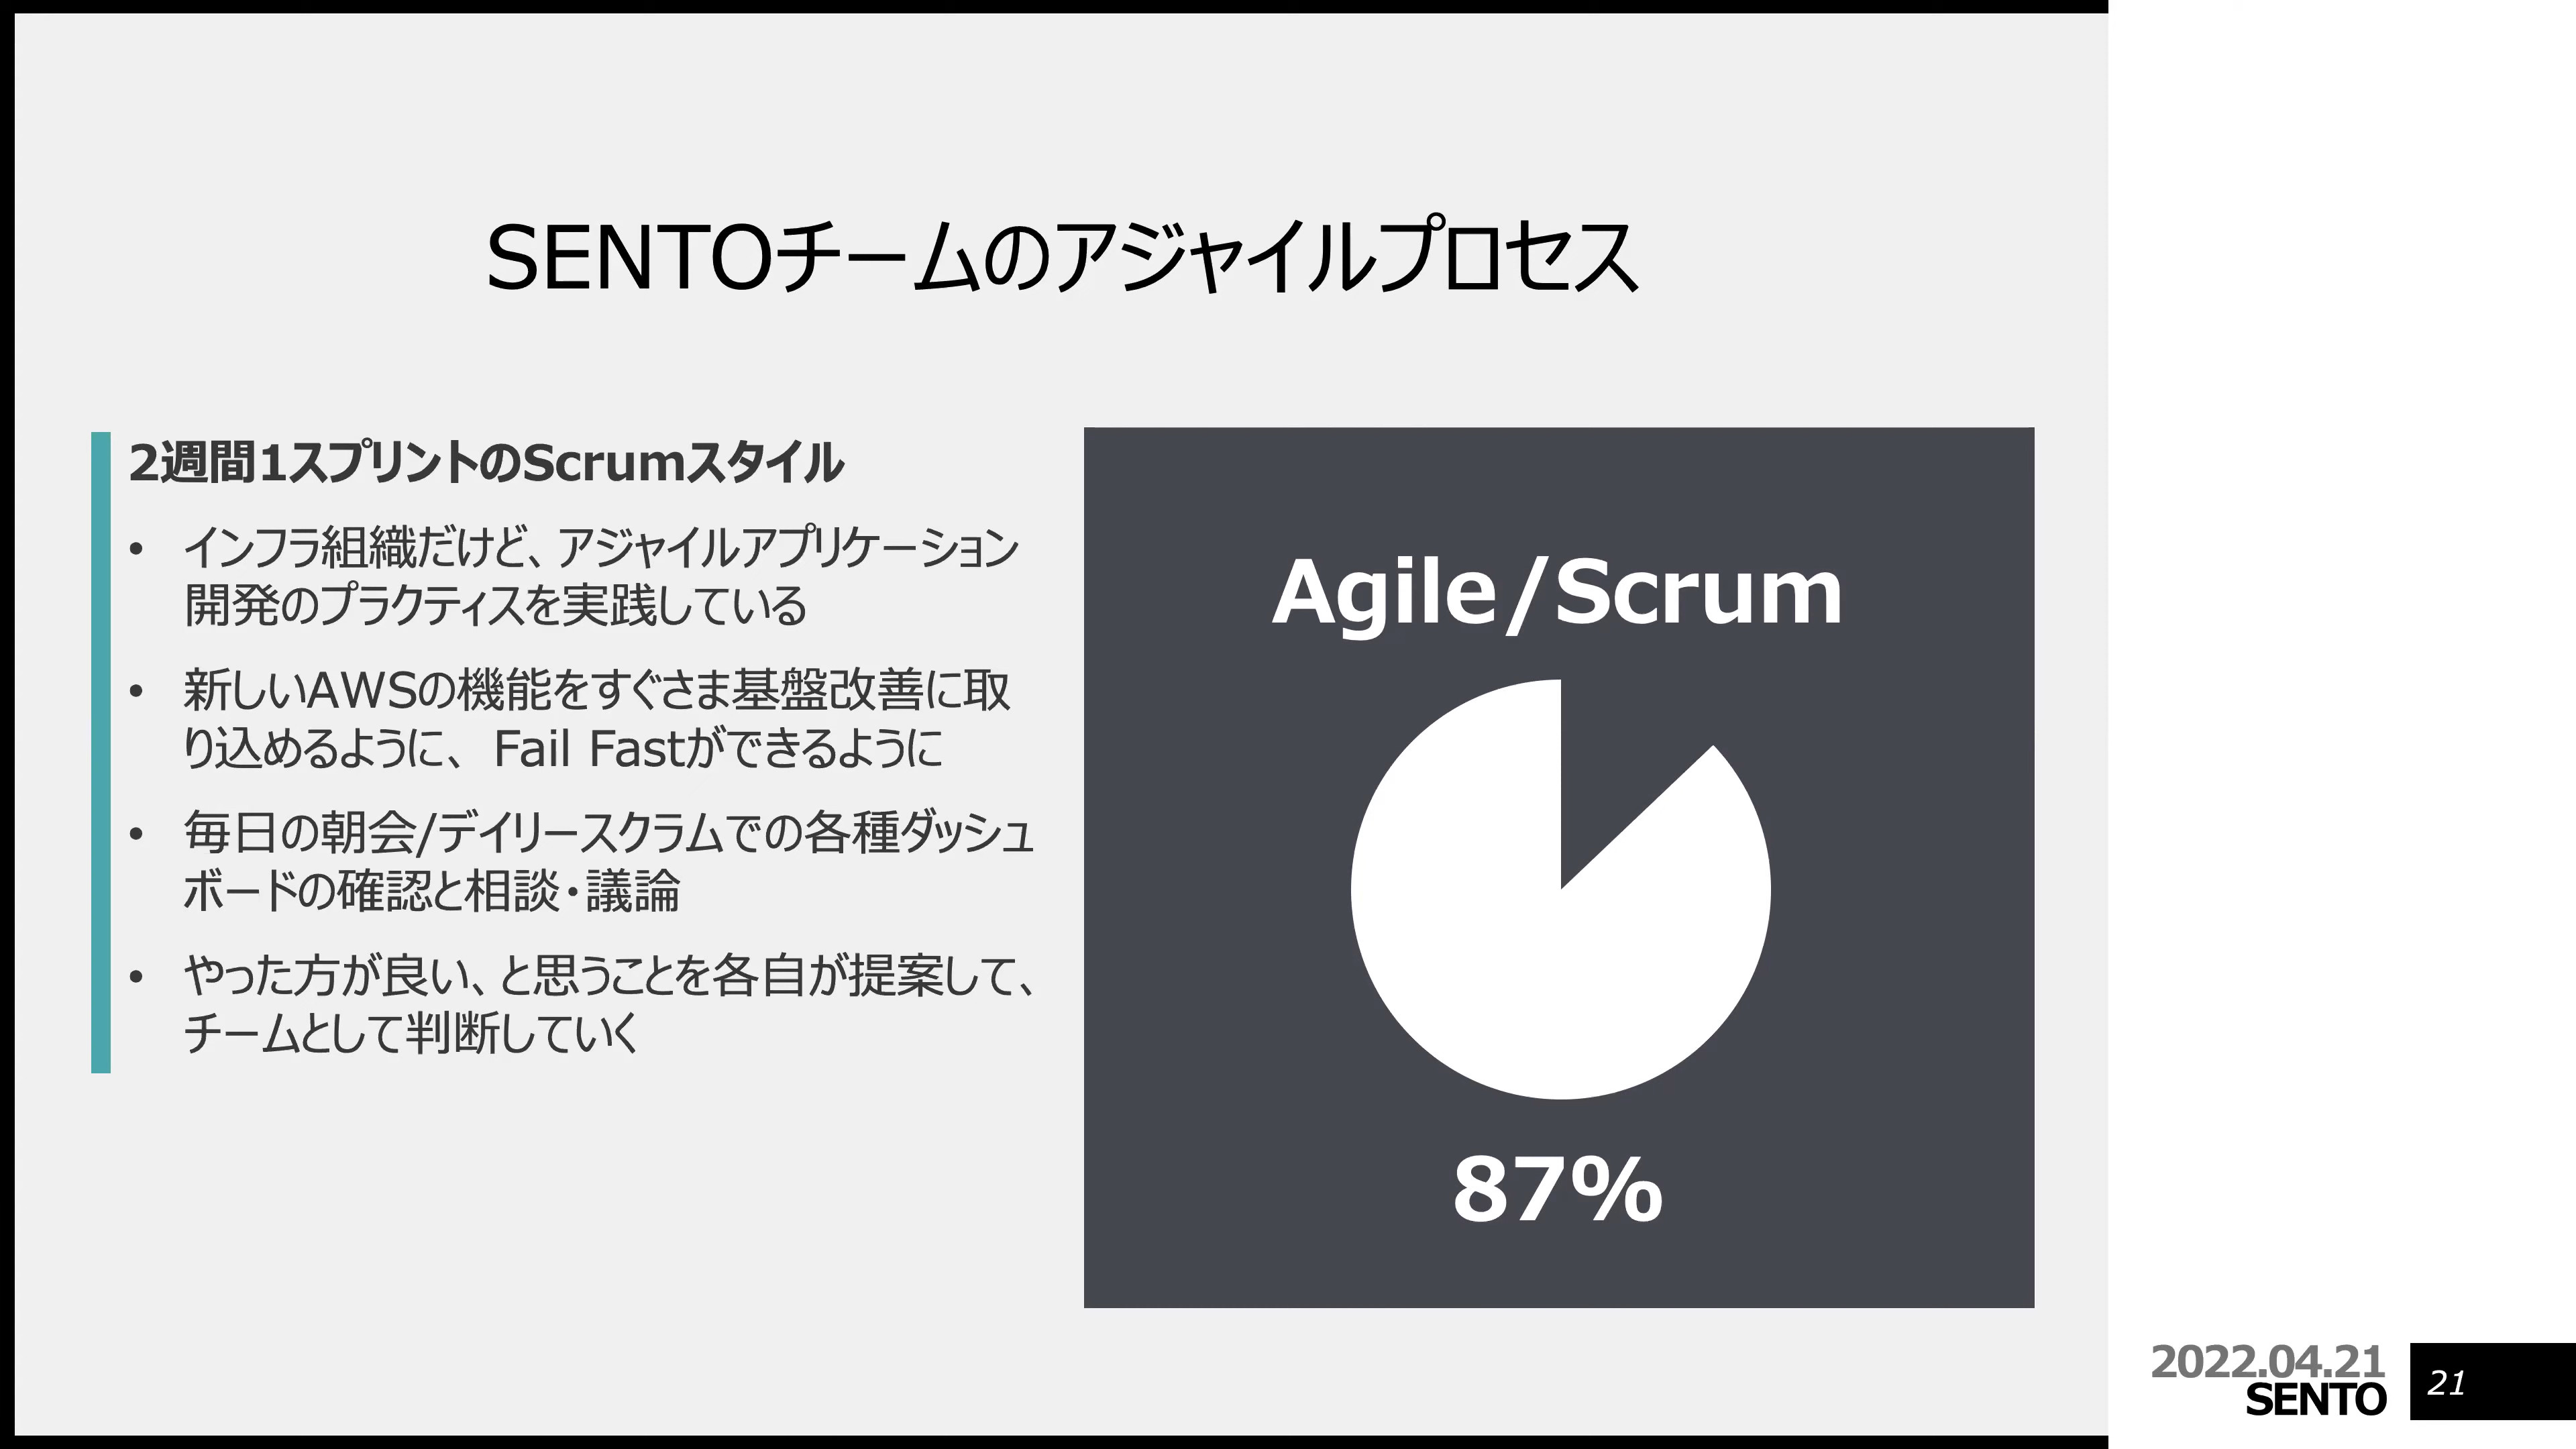 SENTOチームのアジャイルプロセス
2週間1スプリントのScrumスタイル
• インフラ組織だけど、アジャイルアプリケーション
開発のプラクティスを実践している
• 新しいAWSの機能をすぐさま基盤改善に取
り込めるように、Fail Fastができるように
• 毎日の朝会/デイリースクラムでの各種ダッシュ
ボードの確認と相談・議論
• やった方が良い、と思うことを各自が提案して、
チームとして判断していく
Agile/Scrum
87%
2022.04.21
SENTO
21